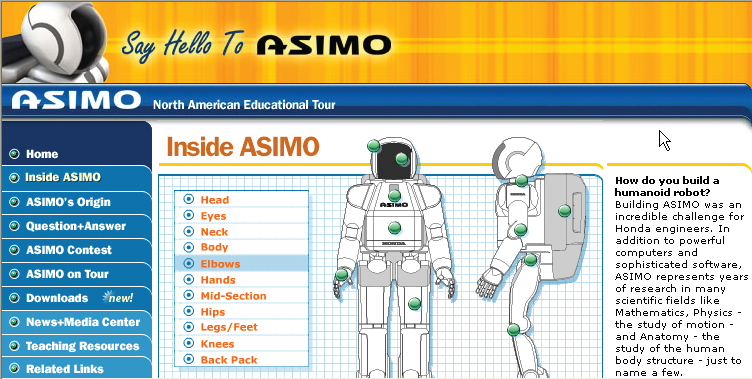 Say Hello To ASIMO
ASIMO North American Educational Tour
Home
Inside ASIMO
ASIMO's Origin
Question+Answer
ASIMO Contest
ASIMO on Tour
Downloads new!
News+Media Center
Teaching Resources
Related Links
Inside ASIMO
Head
Eyes
Neck
Body
Elbows
Hands
Mid-Section
Hips
Legs/Feet
Knees
Back Pack
ASIMO
HONDA
HONDA
How do you build a
humanoid robot?
Building ASIMO was an
incredible challenge for
Honda engineers. In
addition to powerful
computers and
sophisticated software,
ASIMO represents years
of research in many
scientific fields like
Mathematics, Physics -
the study of motion -
and Anatomy - the
study of the human
body structure - just to
name a few.